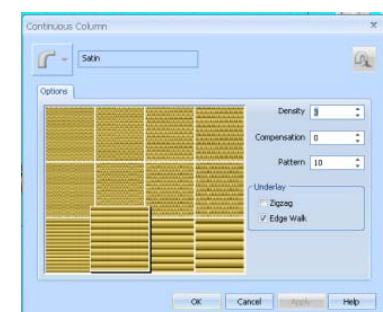 Continuous Column
Satin
Options
Density
Compensation 0
Pattern 10
Underlay
Zigzag
Edge Walk
OK Cancel Apply Help